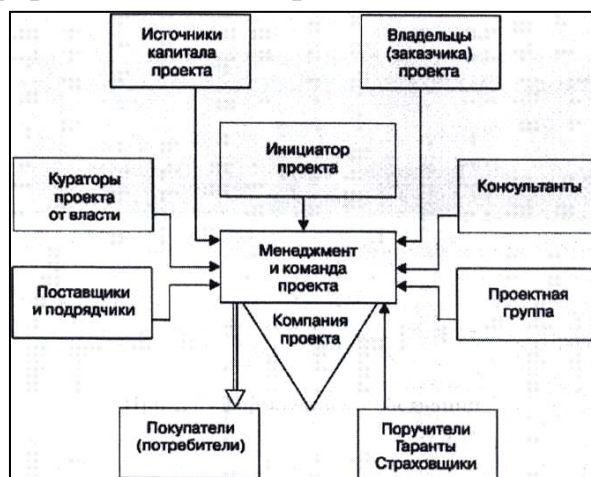 Источники
капитала
проекта
Владельцы
(заказчика)
проекта
Инициатор
проекта
Кураторы
проекта
от власти
Консультанты
Менеджмент
и команда
проекта
Поставщики
и подрядчики
Проектная
группа
Компания
проекта
Покупатели
(потребители)
Поручители
Гаранты
Страховщики